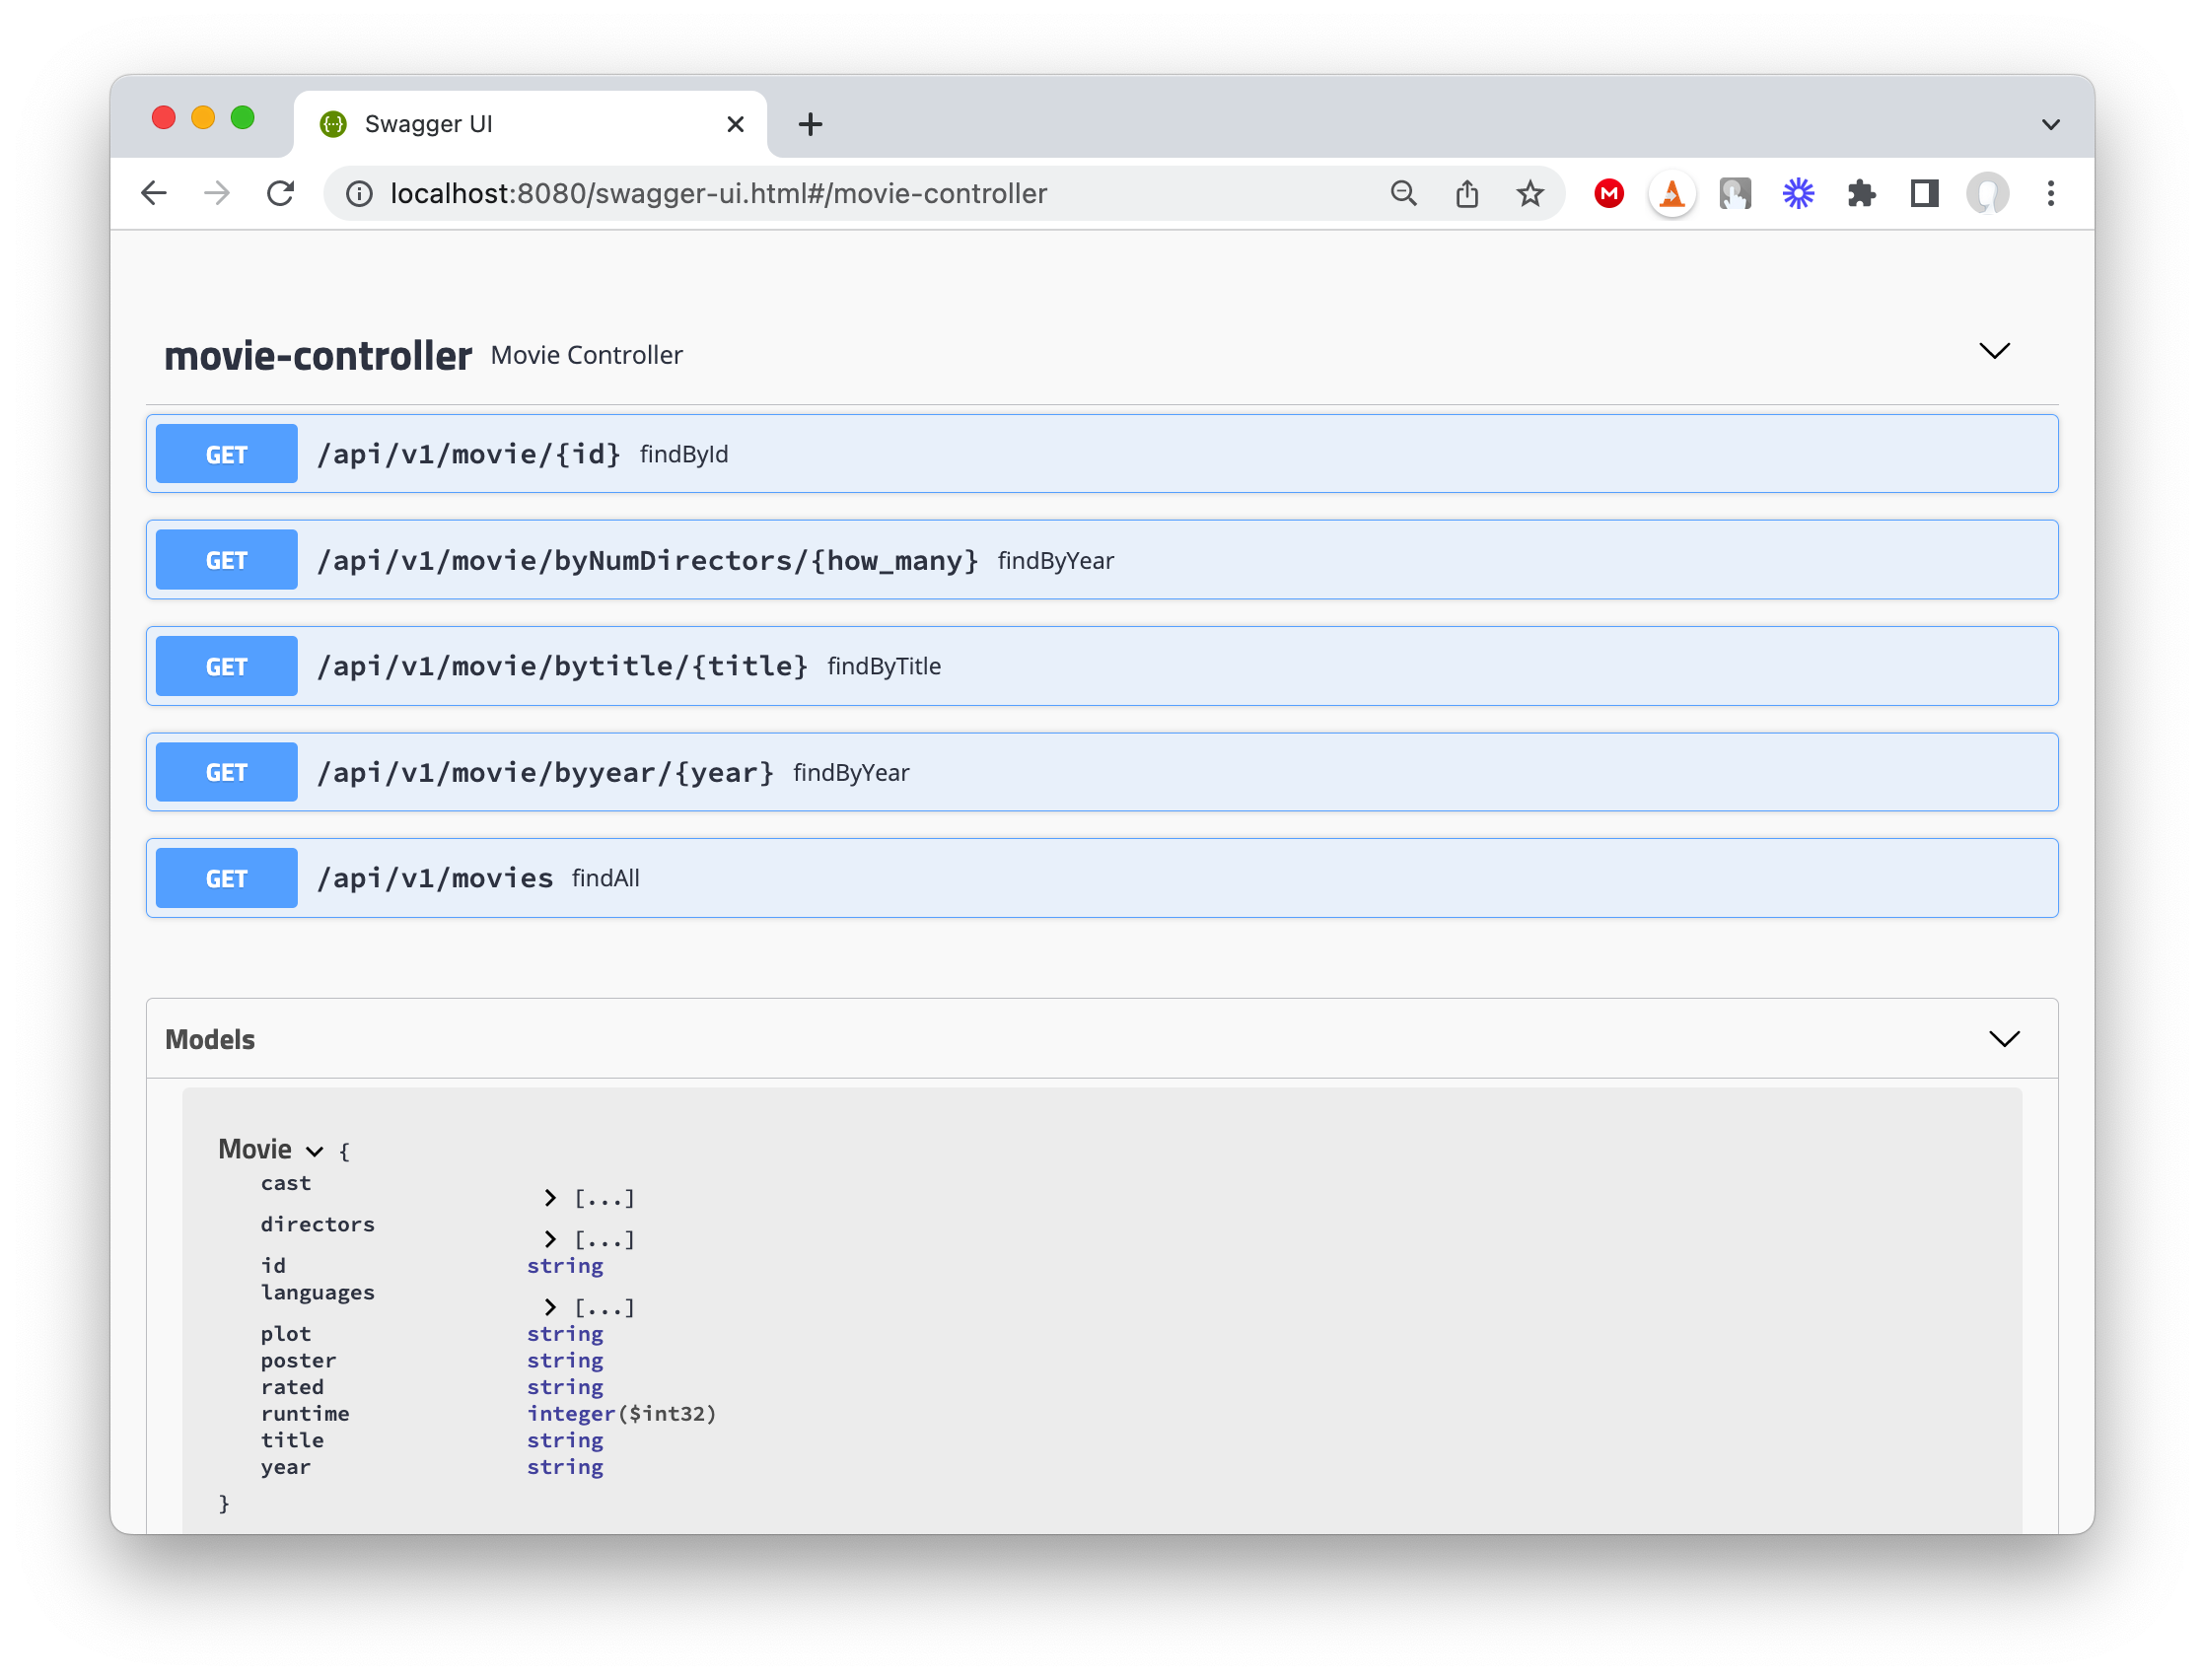 Swagger UI
localhost:8080/swagger-ui.html#/movie-controller
movie-controller Movie Controller
GET /api/v1/movie/{id} findById
GET /api/v1/movie/byNumDirectors/{how_many} findByYear
GET /api/v1/movie/bytitle/{title} findByTitle
GET /api/v1/movie/byyear/{year} findByYear
GET /api/v1/movies findAll
Models
Movie {
cast [...]
directors [...]
id string
languages [...]
plot string
poster string
rated string
runtime integer($int32)
title string
year string
}